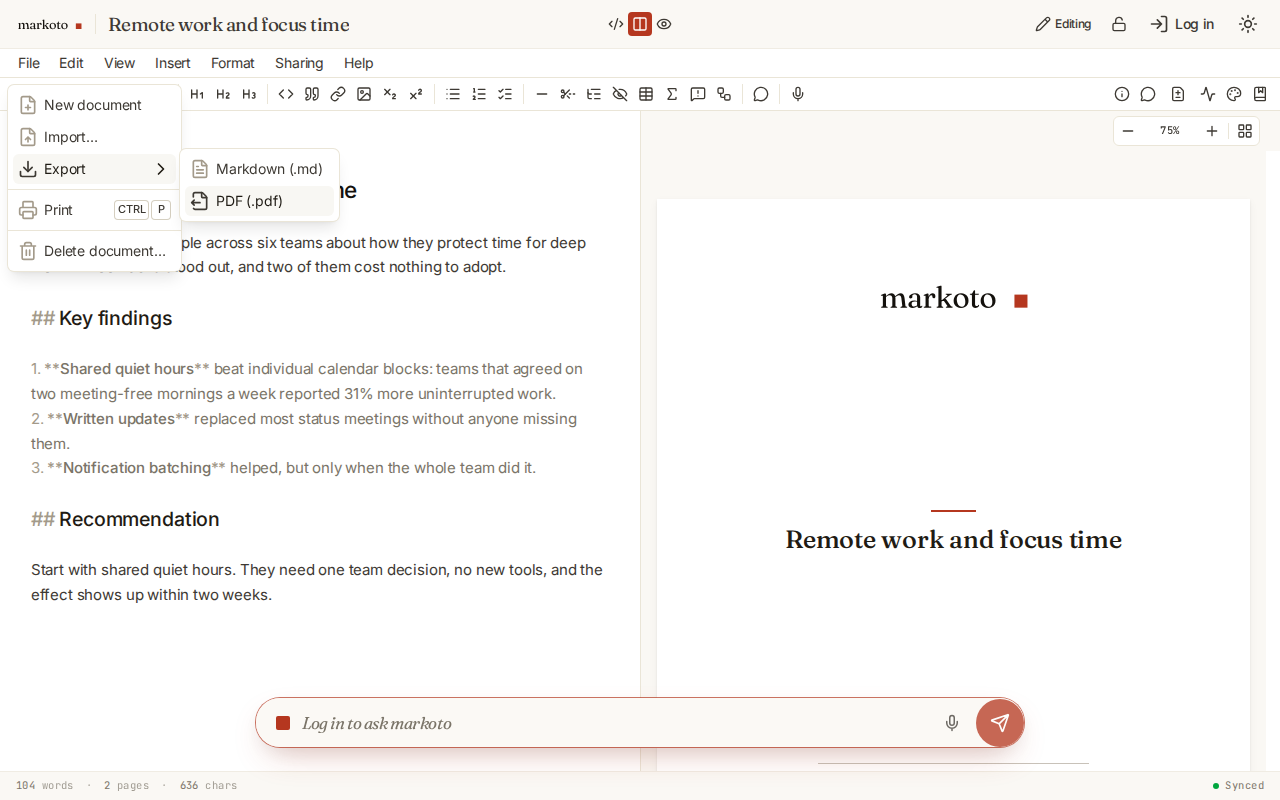 markoto
Remote work and focus time
Editing
Log in
File Edit View Insert Format Sharing Help
H1 H2 H3
75%
New document
Import...
Export
Print CTRL P
Delete document...
Markdown (.md)
PDF (.pdf)
ple across six teams about how they protect time for deep
out, and two of them cost nothing to adopt.
## Key findings
1. **Shared quiet hours** beat individual calendar blocks: teams that agreed on
two meeting-free mornings a week reported 31% more uninterrupted work.
2. **Written updates** replaced most status meetings without anyone missing
them.
3. **Notification batching** helped, but only when the whole team did it.
## Recommendation
Start with shared quiet hours. They need one team decision, no new tools, and the
effect shows up within two weeks.
markoto
Remote work and focus time
Log in to ask markoto
104 words · 2 pages · 636 chars
Synced